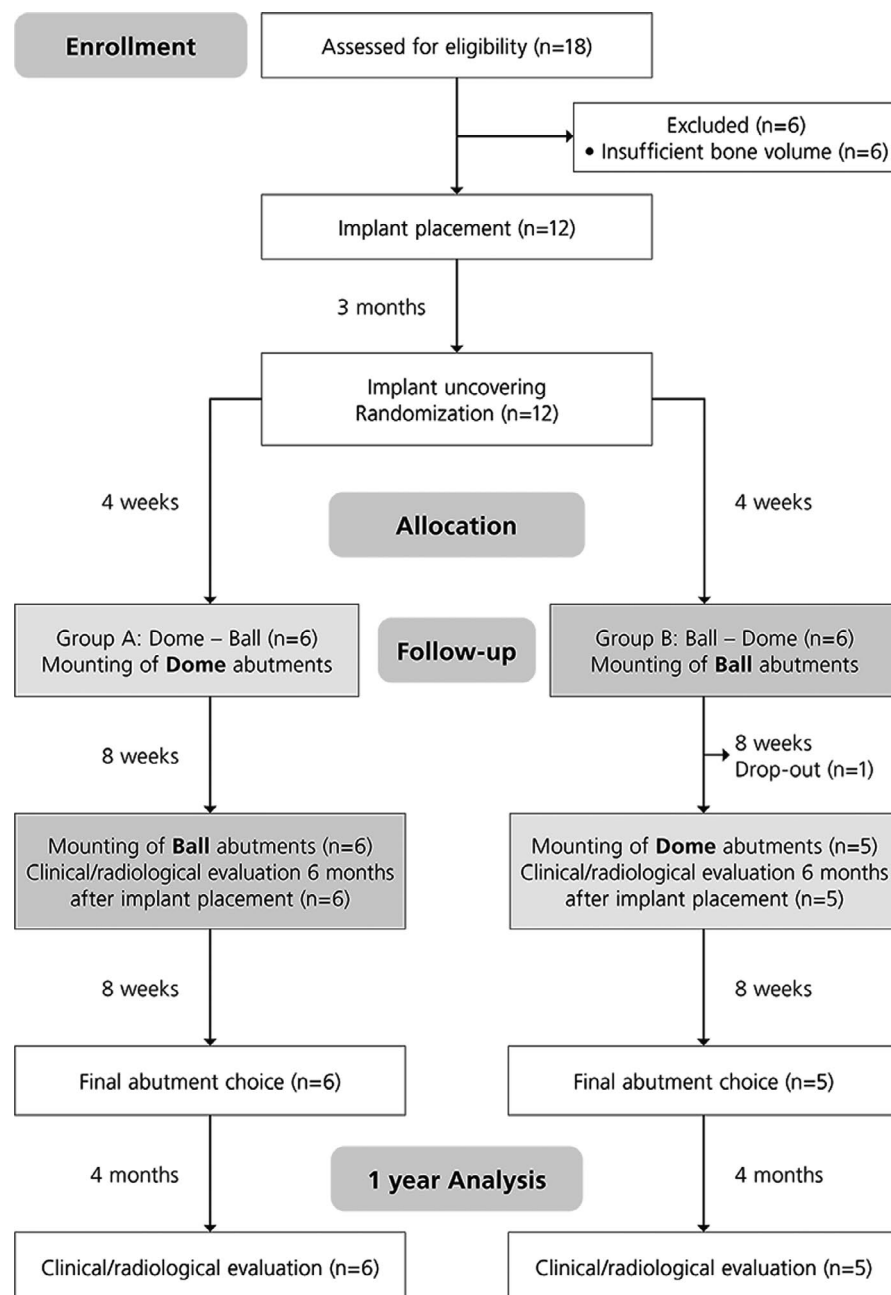 Enrollment
Assessed for eligibility (n=18)
Excluded (n=6)
• Insufficient bone volume (n=6)
Implant placement (n=12)
3 months
Implant uncovering
Randomization (n=12)
4 weeks
4 weeks
Allocation
Group A: Dome – Ball (n=6)
Mounting of Dome abutments
Follow-up
Group B: Ball – Dome (n=6)
Mounting of Ball abutments
8 weeks
8 weeks
Drop-out (n=1)
Mounting of Ball abutments (n=6)
Clinical/radiological evaluation 6 months
after implant placement (n=6)
Mounting of Dome abutments (n=5)
Clinical/radiological evaluation 6 months
after implant placement (n=5)
8 weeks
8 weeks
Final abutment choice (n=6)
Final abutment choice (n=5)
4 months
1 year Analysis
4 months
Clinical/radiological evaluation (n=6)
Clinical/radiological evaluation (n=5)